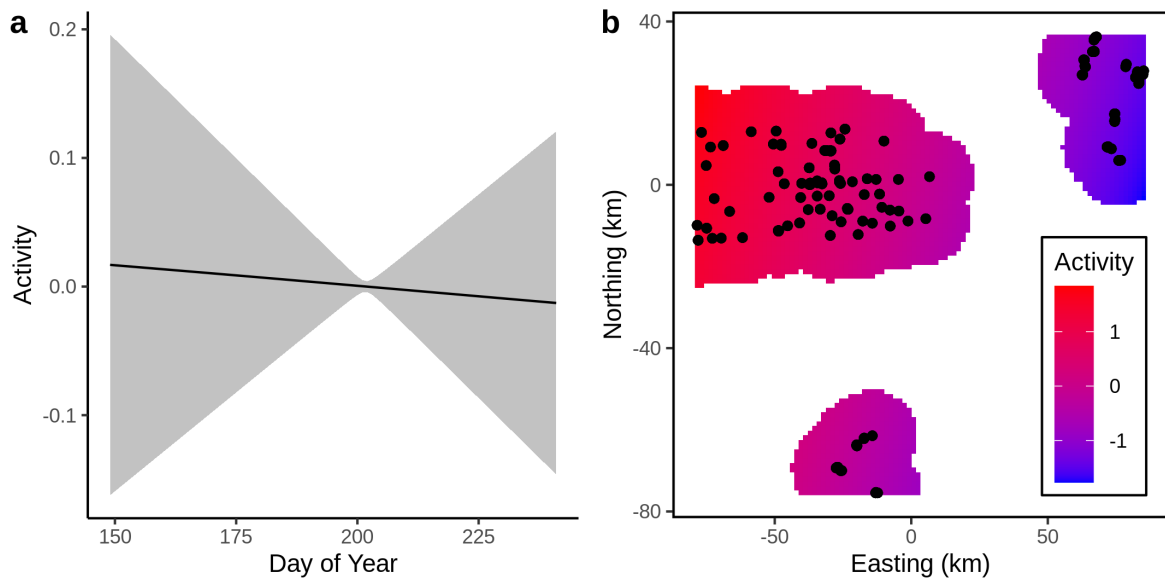 a
0.2
0.1
0.0
-0.1
Activity
150 175 200 225
Day of Year
b
40
0
-40
-80
Northing (km)
-50 0 50
Easting (km)
Activity
1
0
-1